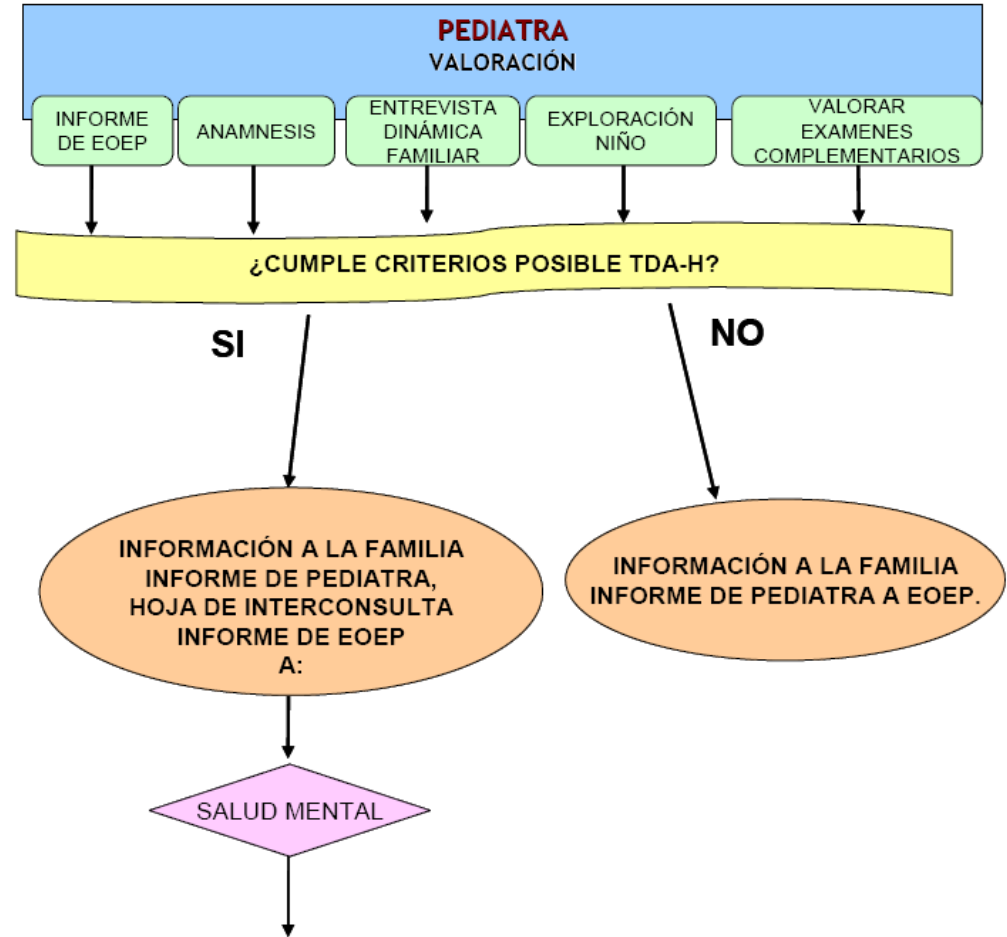 PEDIATRA
VALORACIÓN
INFORME
DE EOEP
ANAMNESIS
ENTREVISTA
DINÁMICA
FAMILIAR
EXPLORACIÓN
NIÑO
VALORAR
EXAMENES
COMPLEMENTARIOS
¿CUMPLE CRITERIOS POSIBLE TDA-H?
SI
NO
INFORMACIÓN A LA FAMILIA
INFORME DE PEDIATRA,
HOJA DE INTERCONSULTA
INFORME DE EOEP
A:
INFORMACIÓN A LA FAMILIA
INFORME DE PEDIATRA A EOEP.
SALUD MENTAL